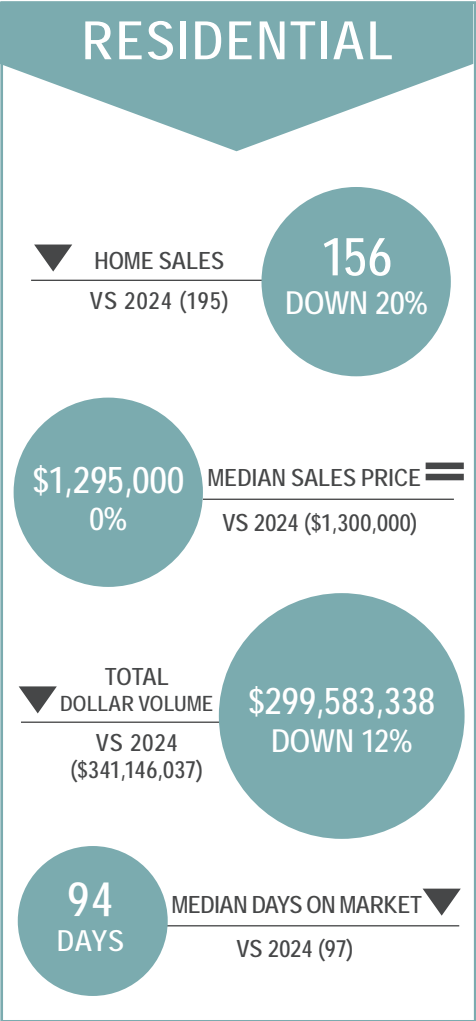 RESIDENTIAL
HOME SALES
VS 2024 (195)
156
DOWN 20%
$1,295,000
0%
MEDIAN SALES PRICE
VS 2024 ($1,300,000)
TOTAL
DOLLAR VOLUME
VS 2024
($341,146,037)
$299,583,338
DOWN 12%
94
DAYS
MEDIAN DAYS ON MARKET
VS 2024 (97)